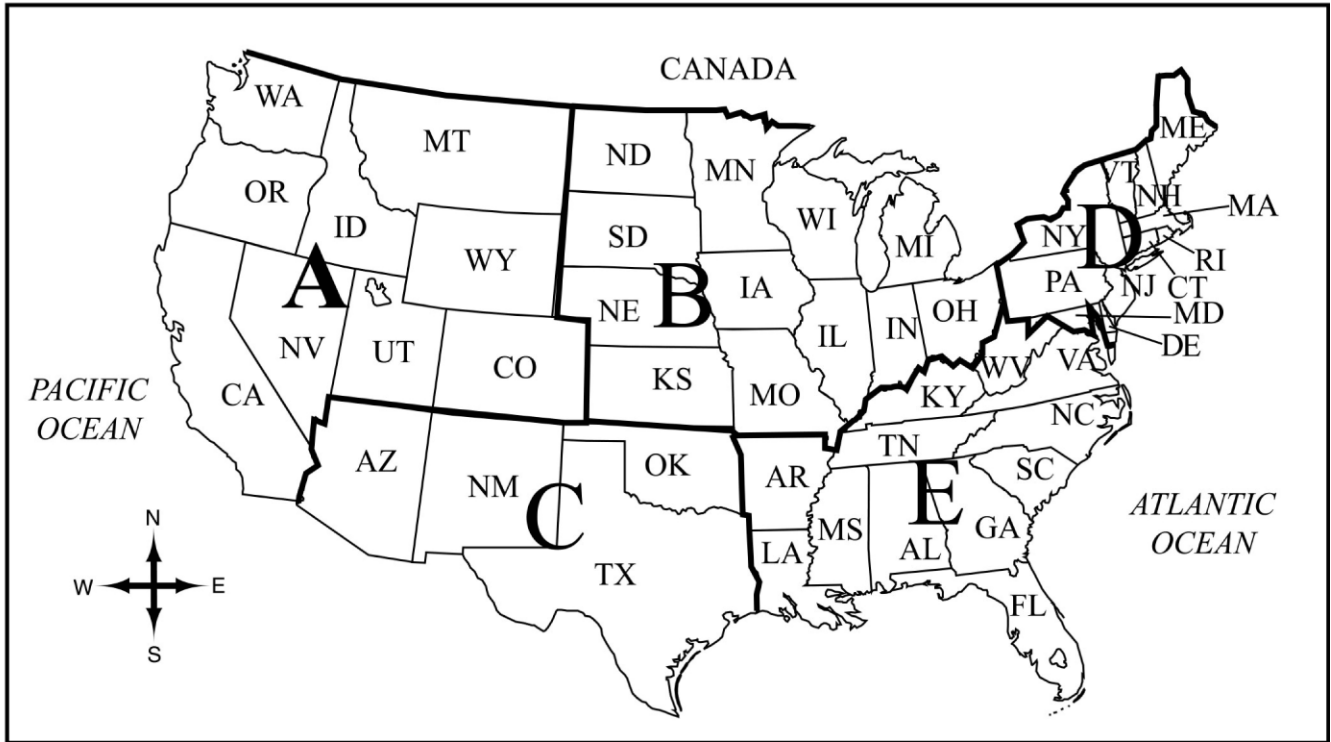 CANADA
WA
MT
ND
MN
ME
VT
NH
OR
ID
SD
WI
MI
NY
D
MA
RI
WY
A
NE
B
IA
PA
NJ
CT
MD
DE
NV
UT
CO
IL
IN
OH
WV
VA
CA
KS
MO
KY
NC
PACIFIC
OCEAN
AZ
NM
OK
AR
TN
SC
C
TX
LA
MS
AL
E
GA
FL
ATLANTIC
OCEAN
N
W
E
S